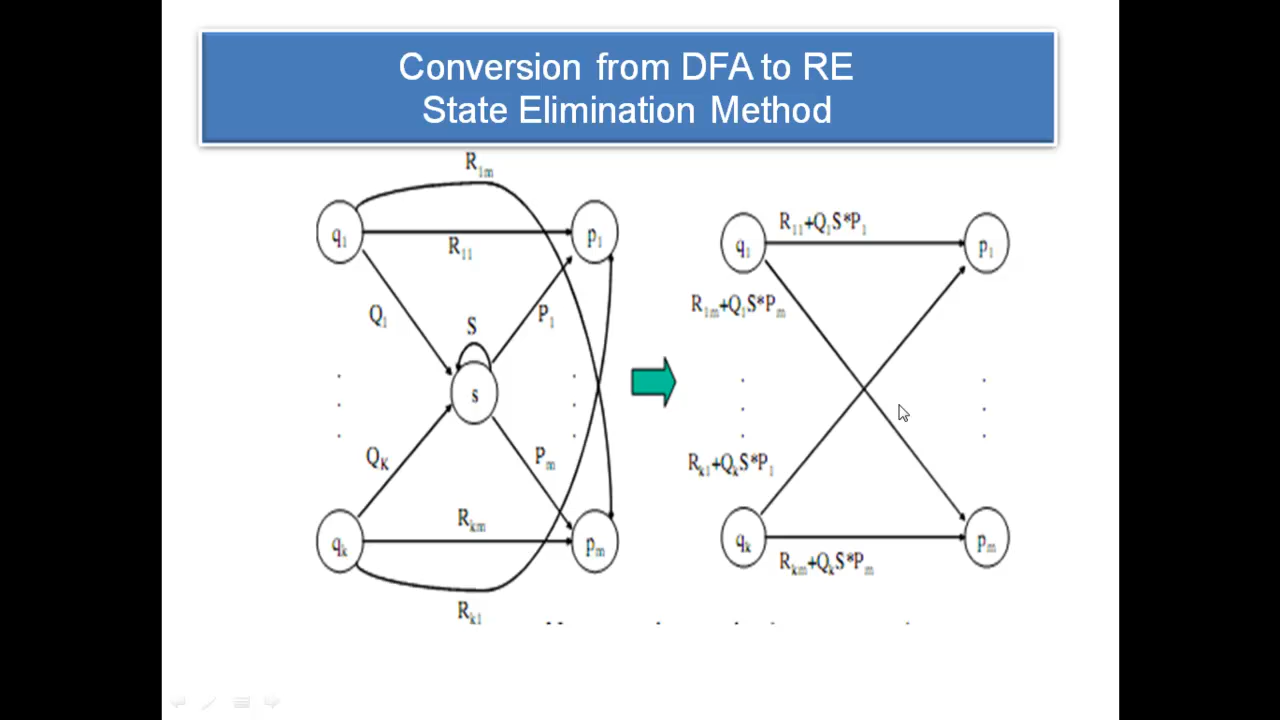 Conversion from DFA to RE
State Elimination Method
R1m
q1
p1
R11
Q1
P1
S
s
QK
Pm
Rkm
qk
pm
Rk1
R11+Q1S*P1
q1
p1
R1m+Q1S*Pm
Rk1+QkS*P1
qk
pm
Rkm+QkS*Pm